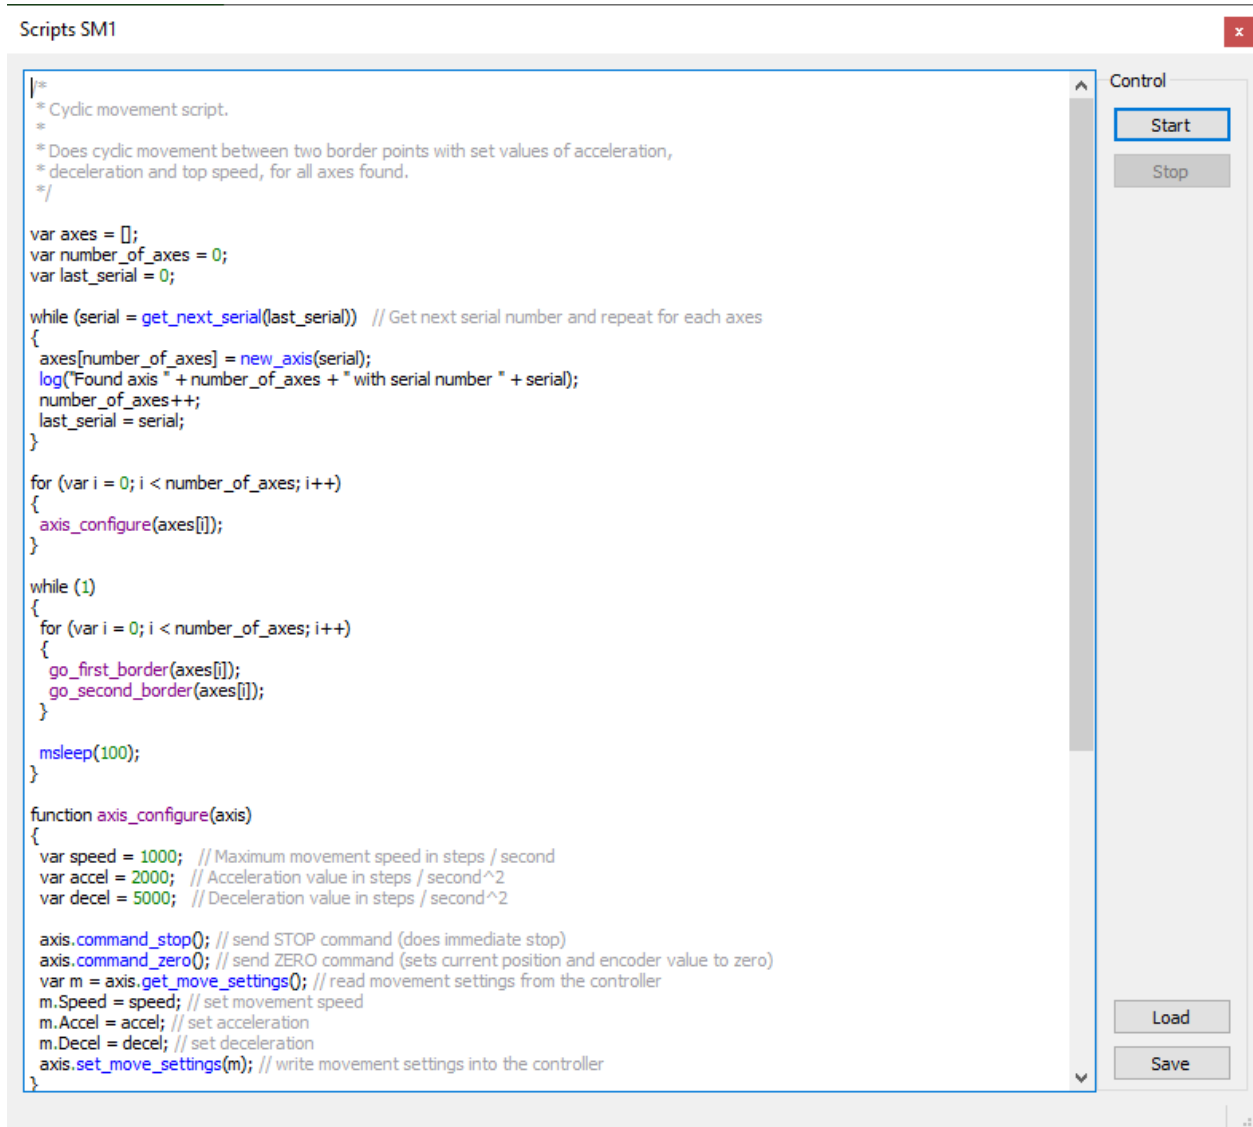 Scripts SM1
x
/*
* Cyclic movement script.
*
* Does cyclic movement between two border points with set values of acceleration,
* deceleration and top speed, for all axes found.
*/
var axes = [];
var number_of_axes = 0;
var last_serial = 0;
while (serial = get_next_serial(last_serial)) // Get next serial number and repeat for each axes
{
axes[number_of_axes] = new_axis(serial);
log("Found axis " + number_of_axes + " with serial number " + serial);
number_of_axes++;
last_serial = serial;
}
for (var i = 0; i < number_of_axes; i++)
{
axis_configure(axes[i]);
}
while (1)
{
for (var i = 0; i < number_of_axes; i++)
{
go_first_border(axes[i]);
go_second_border(axes[i]);
}
msleep(100);
}
function axis_configure(axis)
{
var speed = 1000; // Maximum movement speed in steps / second
var accel = 2000; // Acceleration value in steps / second^2
var decel = 5000; // Deceleration value in steps / second^2
axis.command_stop(); // send STOP command (does immediate stop)
axis.command_zero(); // send ZERO command (sets current position and encoder value to zero)
var m = axis.get_move_settings(); // read movement settings from the controller
m.Speed = speed; // set movement speed
m.Accel = accel; // set acceleration
m.Decel = decel; // set deceleration
axis.set_move_settings(m); // write movement settings into the controller
}
Control
Start
Stop
Load
Save